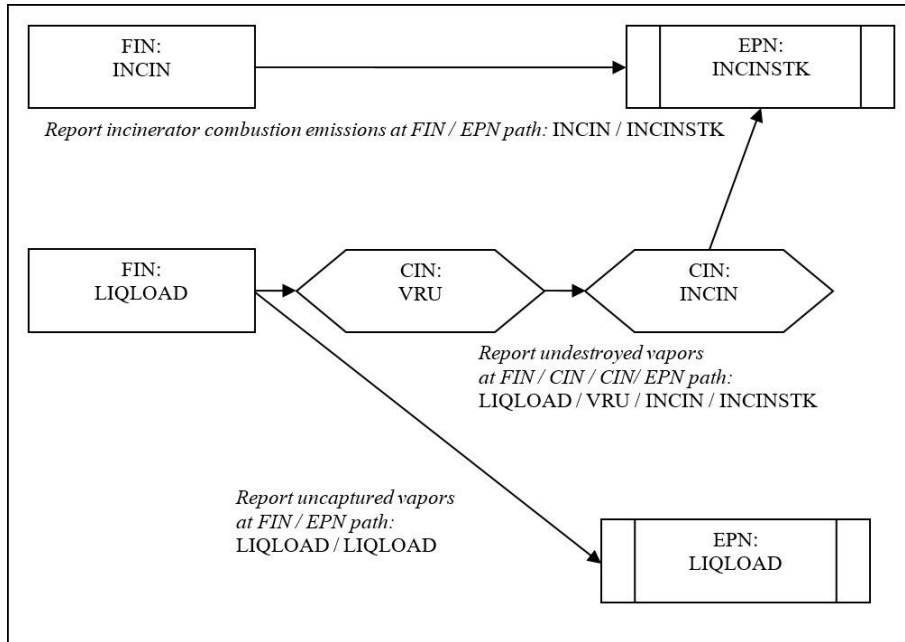 FIN:
INCIN
EPN:
INCINSTK
Report incinerator combustion emissions at FIN / EPN path: INCIN / INCINSTK
FIN:
LIQLOAD
CIN:
VRU
CIN:
INCIN
Report undestroyed vapors
at FIN / CIN / CIN/ EPN path:
LIQLOAD / VRU / INCIN / INCINSTK
Report uncaptured vapors
at FIN / EPN path:
LIQLOAD / LIQLOAD
EPN:
LIQLOAD